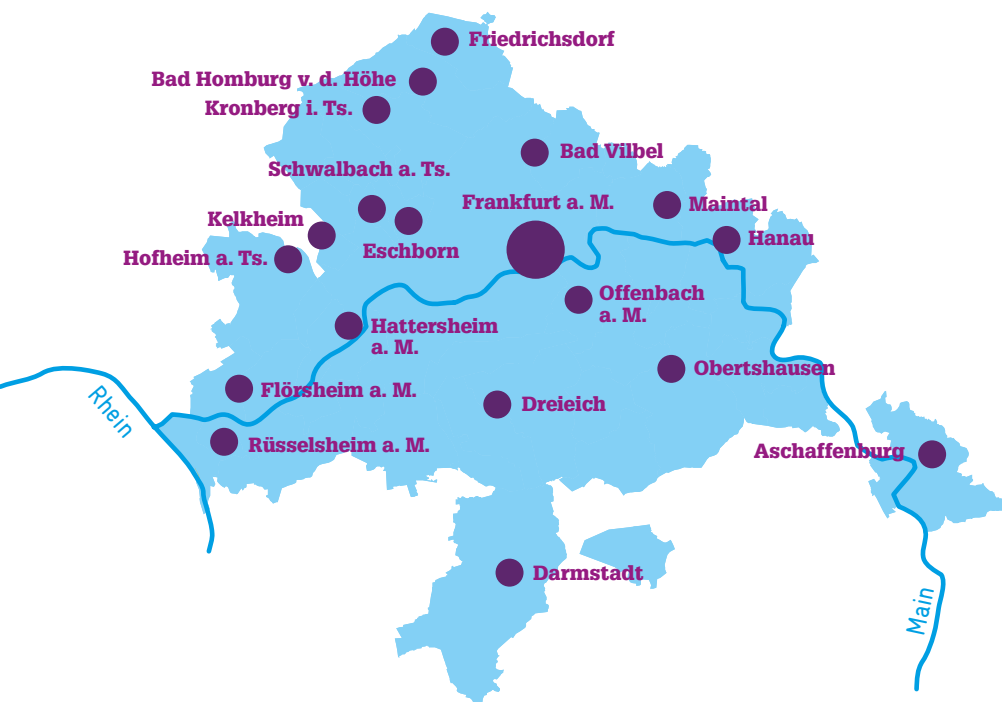 Friedrichsdorf
Bad Homburg v. d. Höhe
Kronberg i. Ts.
Bad Vilbel
Schwalbach a. Ts.
Frankfurt a. M.
Maintal
Kelkheim
Hanau
Eschborn
Hofheim a. Ts.
Offenbach
a. M.
Hattersheim
a. M.
Obertshausen
Flörsheim a. M.
Dreieich
Rhein
Rüsselsheim a. M.
Aschaffenburg
Darmstadt
Main